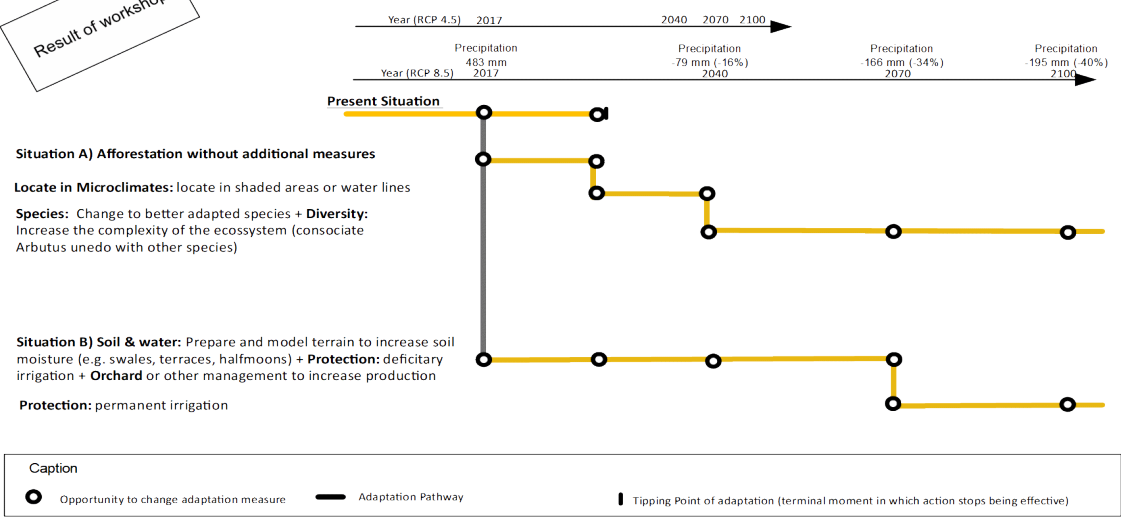 Result of workshop
Year (RCP 4.5) 2017 2040 2070 2100
Precipitation Precipitation Precipitation Precipitation
483 mm -79 mm (-16%) -166 mm (-34%) -195 mm (-40%)
Year (RCP 8.5) 2017 2040 2070 2100
Present Situation
Situation A) Afforestation without additional measures
Locate in Microclimates: locate in shaded areas or water lines
Species: Change to better adapted species + Diversity:
Increase the complexity of the ecosystem (consociate
Arbutus unedo with other species)
Situation B) Soil & water: Prepare and model terrain to increase soil
moisture (e.g. swales, terraces, halfmoons) + Protection: deficitary
irrigation + Orchard or other management to increase production
Protection: permanent irrigation
Caption
Opportunity to change adaptation measure
Adaptation Pathway
Tipping Point of adaptation (terminal moment in which action stops being effective)